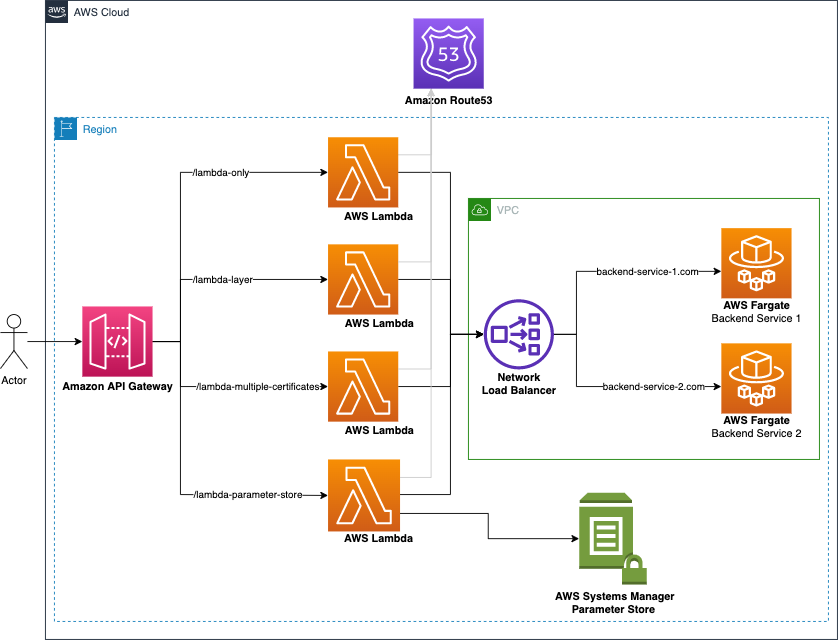 aws
AWS Cloud
53
Amazon Route53
Region
/lambda-only
AWS Lambda
VPC
/lambda-layer
AWS Lambda
backend-service-1.com
AWS Fargate
Backend Service 1
</>
Actor
Amazon API Gateway
Network
Load Balancer
/lambda-multiple-certificates
AWS Lambda
backend-service-2.com
AWS Fargate
Backend Service 2
/lambda-parameter-store
AWS Lambda
AWS Systems Manager
Parameter Store